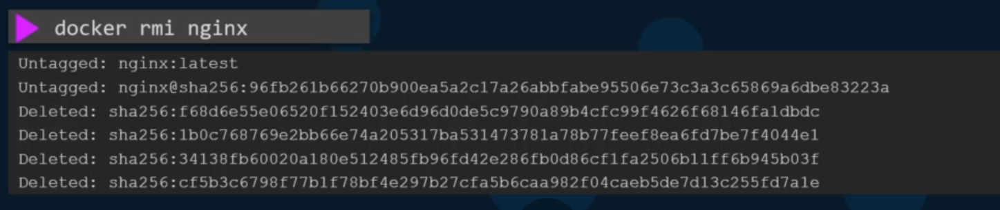 docker rmi nginx
Untagged: nginx:latest
Untagged: nginx@sha256:96fb261b66270b900ea5a2c17a26abbfabe95506e73c3a3c65869a6dbe83223a
Deleted: sha256:f68d6e55e06520f152403e6d96d0de5c9790a89b4cfc99f4626f68146fa1dbdc
Deleted: sha256:1b0c768769e2bb66e74a205317ba531473781a78b77feef8ea6fd7be7f4044e1
Deleted: sha256:34138fb60020a180e512485fb96fd42e286fb0d86cf1fa2506b11ff6b945b03f
Deleted: sha256:cf5b3c6798f77b1f78bf4e297b27cfa5b6caa982f04caeb5de7d13c255fd7a1e